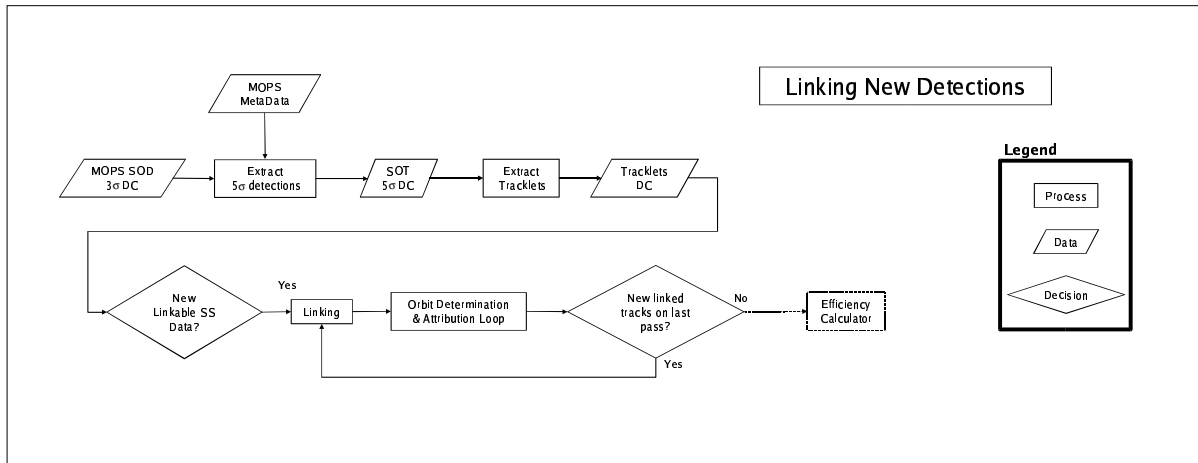 Linking New Detections
MOPS
MetaData
MOPS SOD
3σ DC
Extract
5σ detections
SOT
5σ DC
Extract
Tracklets
Tracklets
DC
New
Linkable SS
Data?
Yes
Linking
Orbit Determination
& Attribution Loop
New linked
tracks on last
pass?
No
Yes
Efficiency
Calculator
Legend
Process
Data
Decision